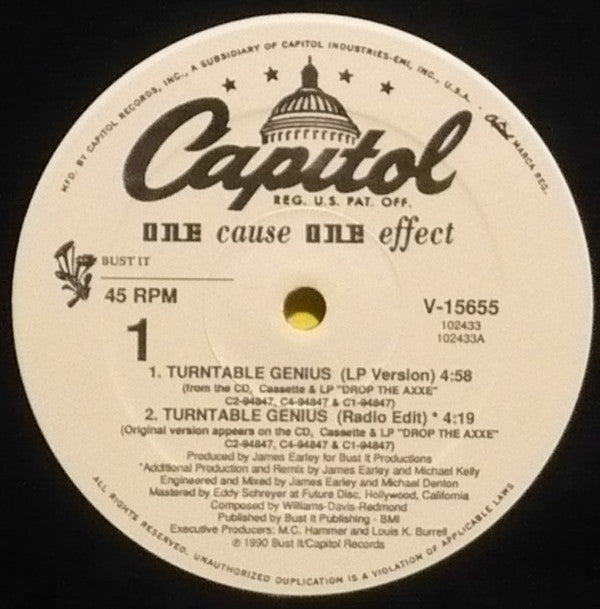 MFD. BY CAPITOL RECORDS, INC., A SUBSIDIARY OF CAPITOL INDUSTRIES-EMI, INC., U.S.A. · Capitol MARCA REG.
Capitol
REG. U.S. PAT. OFF.
ONE cause ONE effect
BUST IT
45 RPM
V-15655
102433
102433A
1
1. TURNTABLE GENIUS (LP Version) 4:58
(from the CD, Cassette & LP "DROP THE AXXE"
C2-94847, C4-94847 & C1-94847)
2. TURNTABLE GENIUS (Radio Edit) * 4:19
(Original version appears on the CD, Cassette & LP "DROP THE AXXE"
C2-94847, C4-94847 & C1-94847)
Produced by James Earley for Bust It Productions
*Additional Production and Remix by James Earley and Michael Kelly
Engineered and Mixed by James Earley and Michael Denton
Mastered by Eddy Schreyer at Future Disc, Hollywood, California
Composed by Williams-Davis-Redmond
Published by Bust It Publishing - BMI
Executive Producers: M.C. Hammer and Louis K. Burrell
℗ 1990 Bust It/Capitol Records
ALL RIGHTS RESERVED. UNAUTHORIZED DUPLICATION IS A VIOLATION OF APPLICABLE LAWS